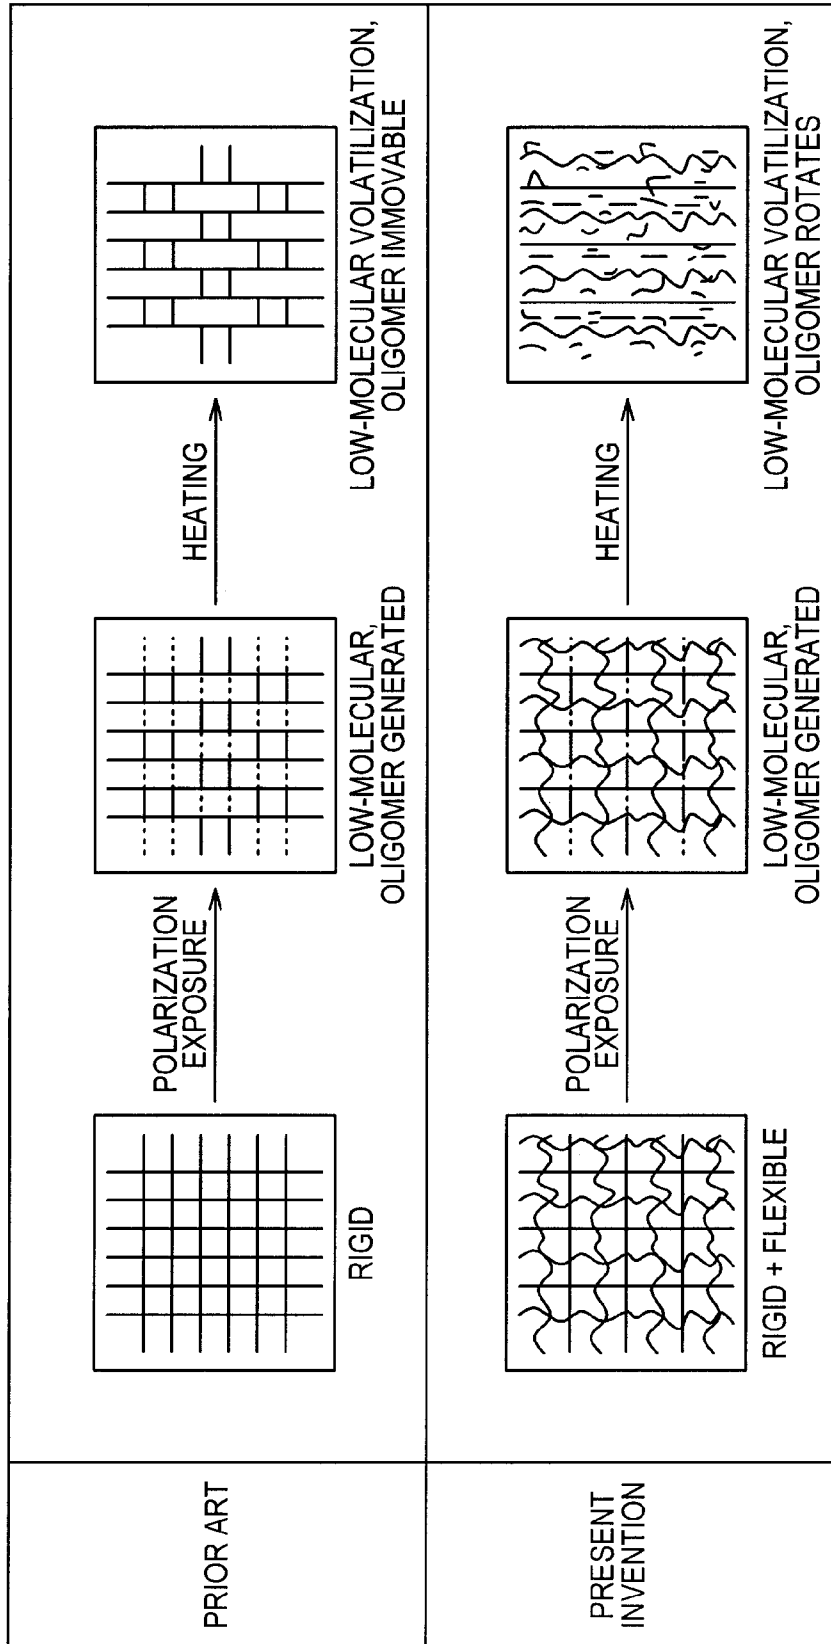 PRIOR ART
RIGID
POLARIZATION
EXPOSURE
LOW-MOLECULAR,
OLIGOMER GENERATED
HEATING
LOW-MOLECULAR VOLATILIZATION,
OLIGOMER IMMOVABLE
PRESENT
INVENTION
RIGID + FLEXIBLE
POLARIZATION
EXPOSURE
LOW-MOLECULAR,
OLIGOMER GENERATED
HEATING
LOW-MOLECULAR VOLATILIZATION,
OLIGOMER ROTATES